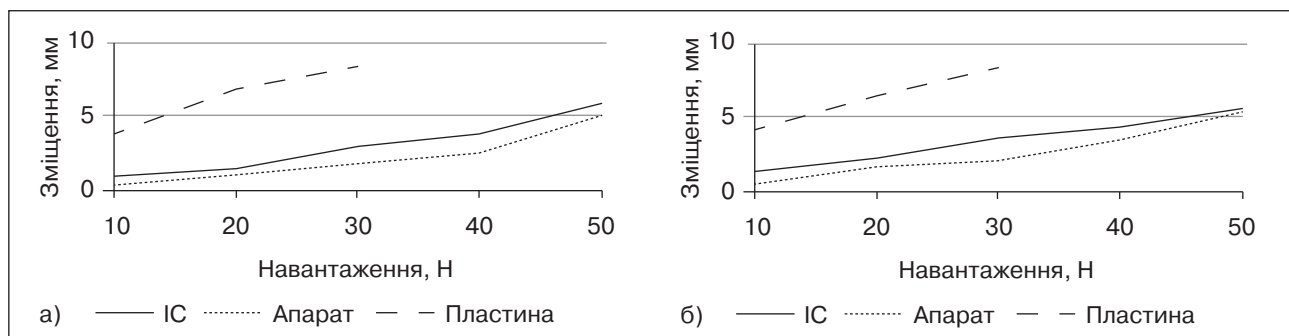 Зміщення, мм
10
5
0
10 20 30 40 50
Навантаження, Н
а) ІС Апарат Пластина
Зміщення, мм
10
5
0
10 20 30 40 50
Навантаження, Н
б) ІС Апарат Пластина